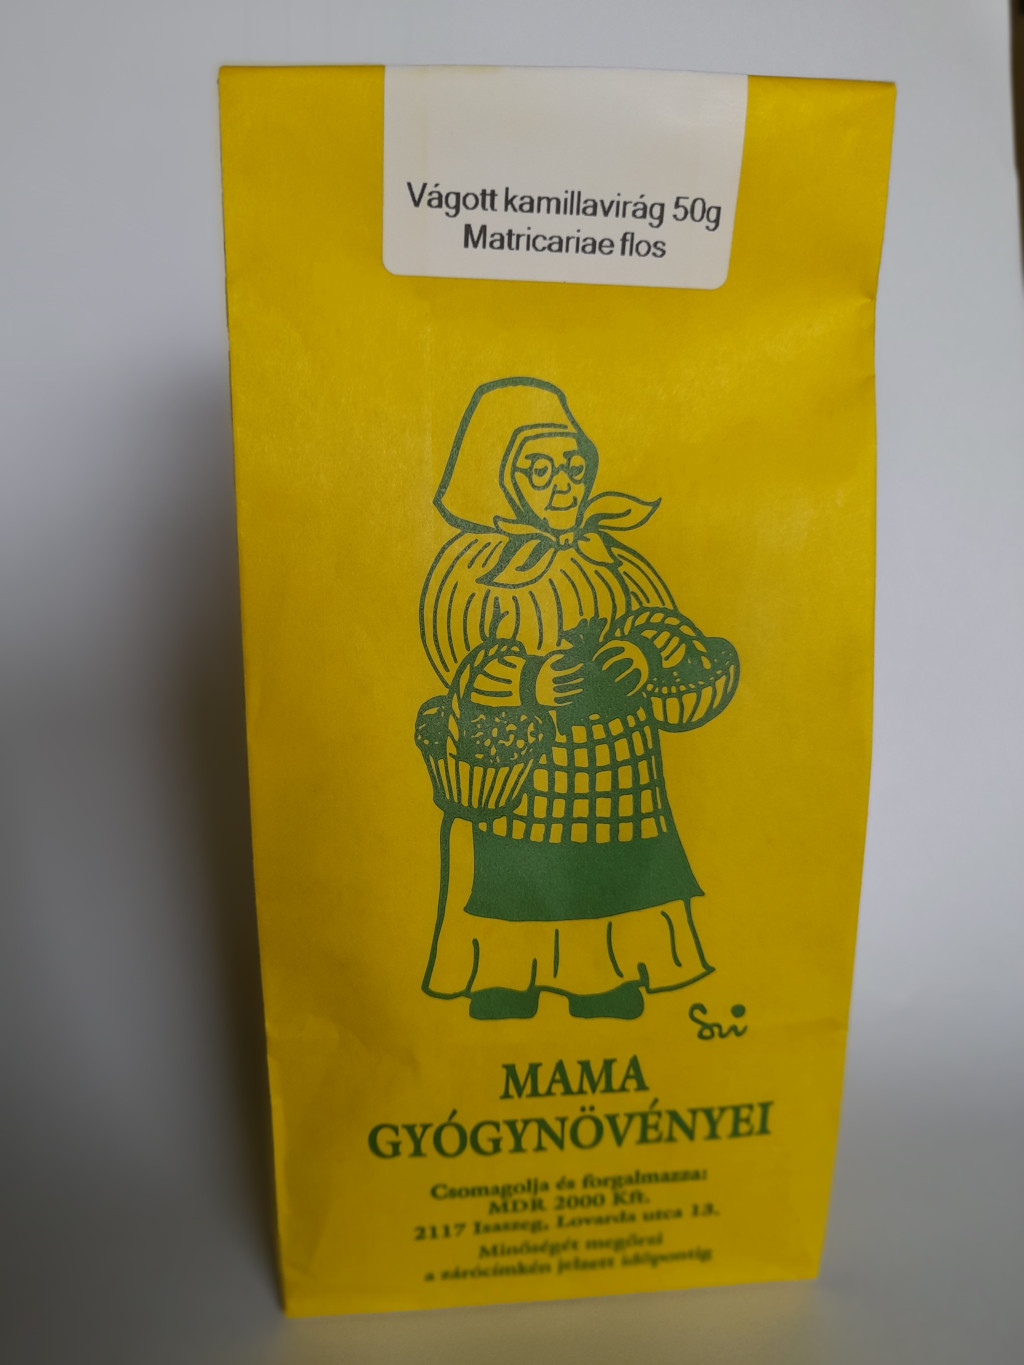 Vágott kamillavirág 50g
Matricariae flos
Sri
MAMA
GYÓGYNÖVÉNYEI
Csomagolja és forgalmazza:
MDR 2000 Kft.
2117 Isaszeg, Lovarda utca 13.
Minőségét megőrzi
a zárócímkén jelzett időpontig